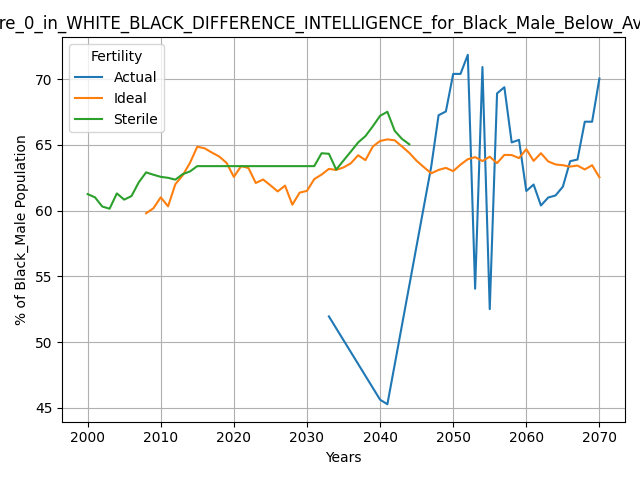 re_0_in_WHITE_BLACK_DIFFERENCE_INTELLIGENCE_for_Black_Male_Below_Av
Fertility
Actual
Ideal
Sterile
% of Black_Male Population
70
65
60
55
50
45
2000 2010 2020 2030 2040 2050 2060 2070
Years